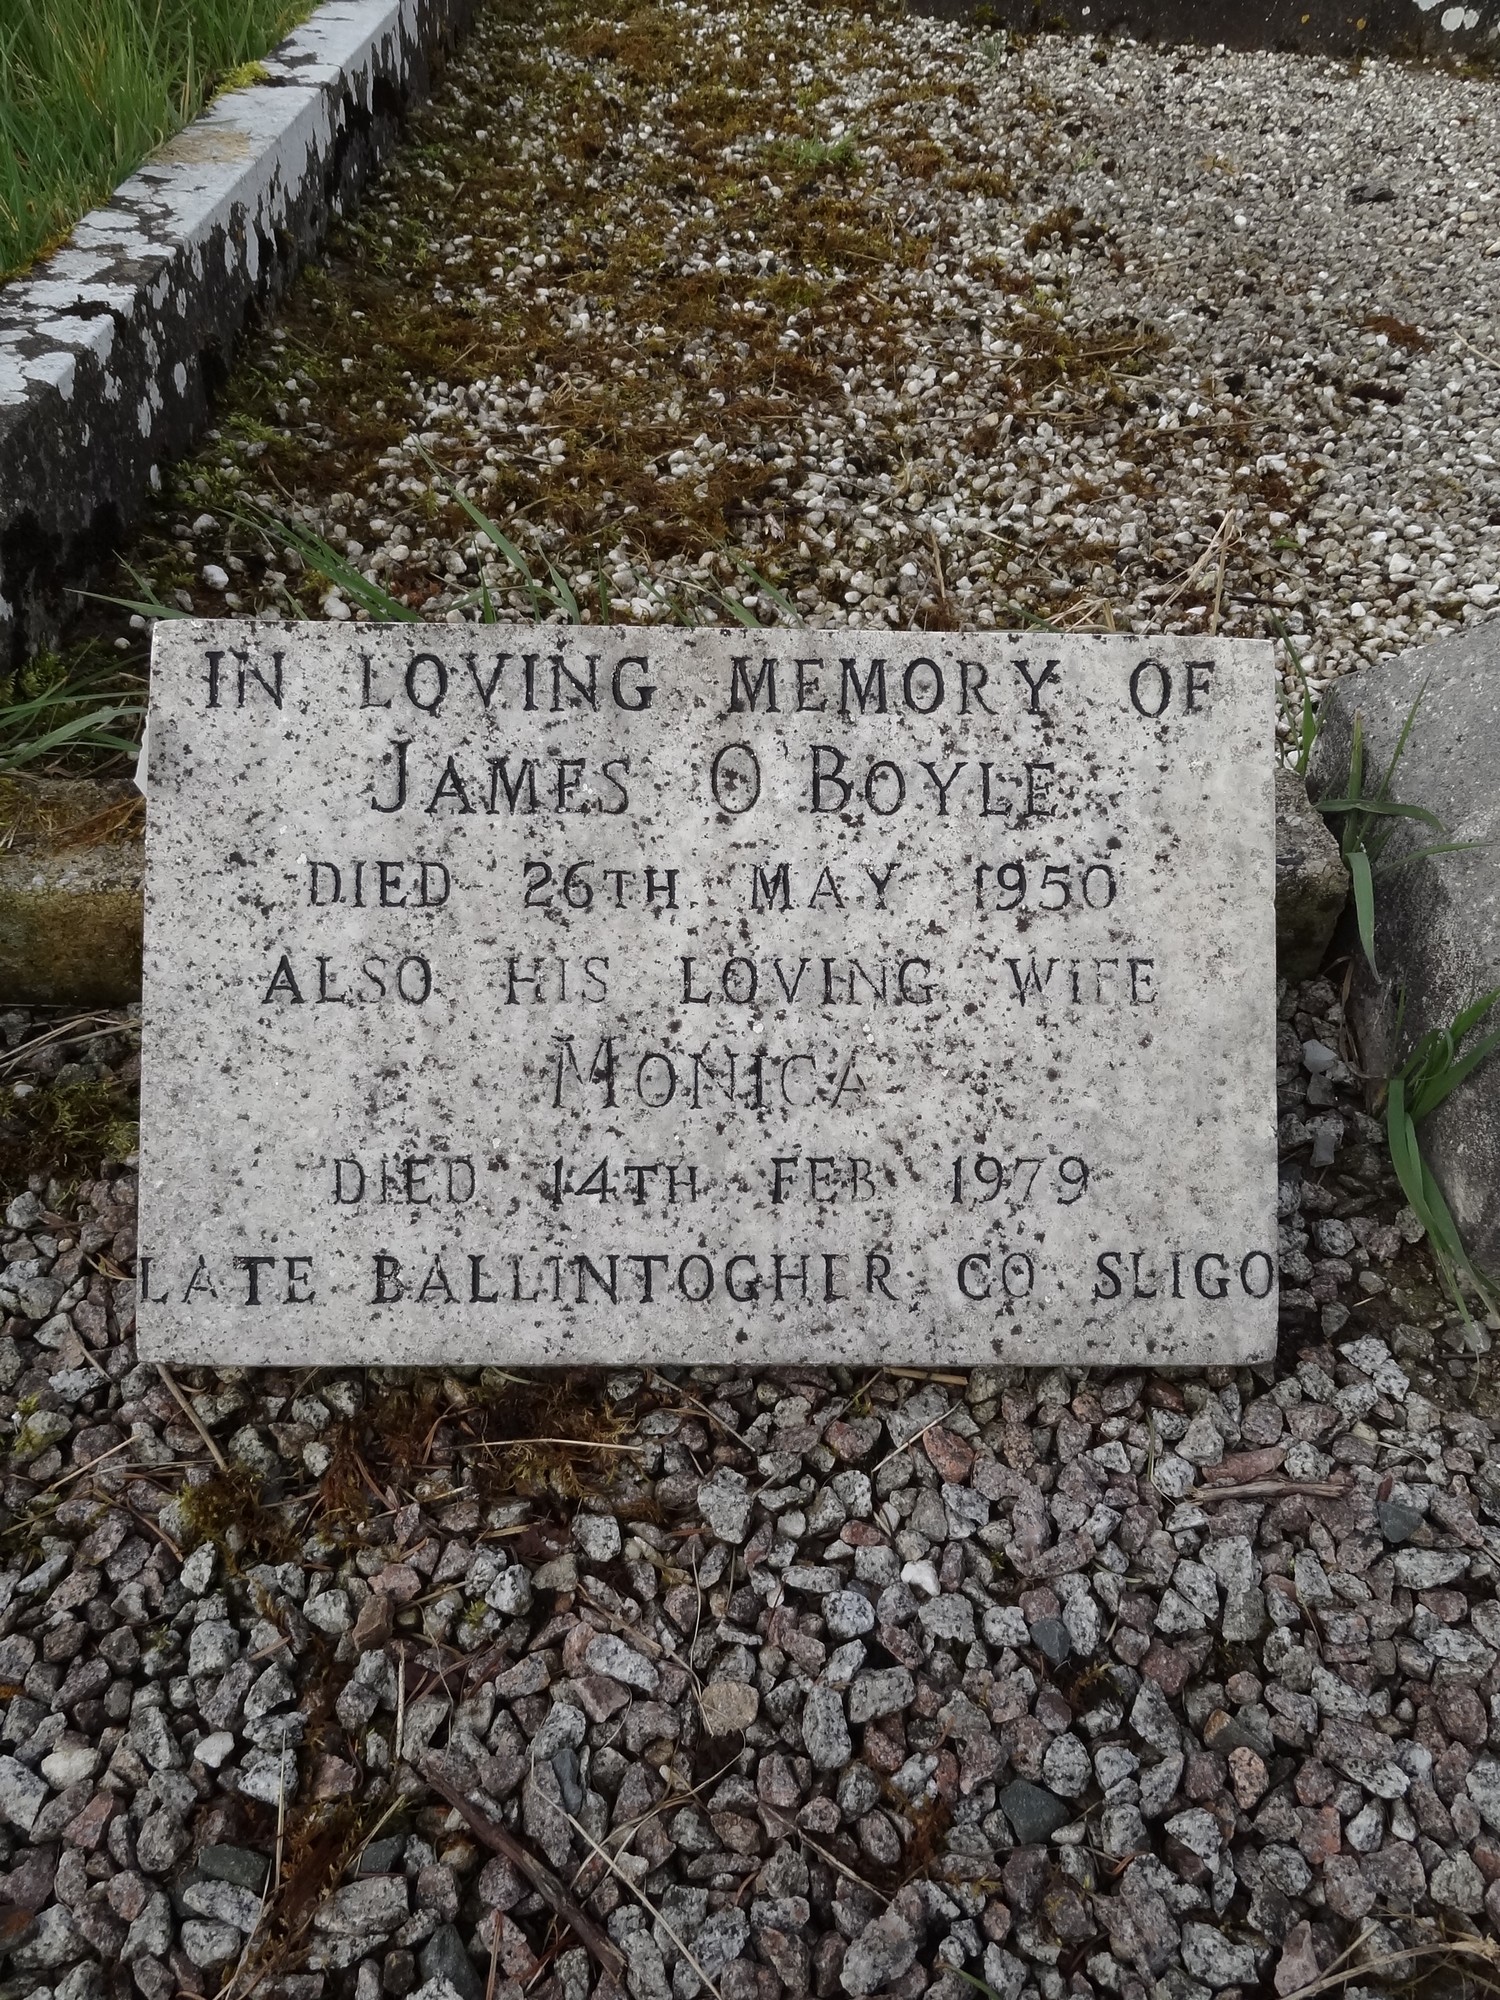 IN LOVING MEMORY OF
JAMES O'BOYLE
DIED 26TH MAY 1950
ALSO HIS LOVING WIFE
MONICA
DIED 14TH FEB 1979
LATE BALLINTOGHER CO SLIGO